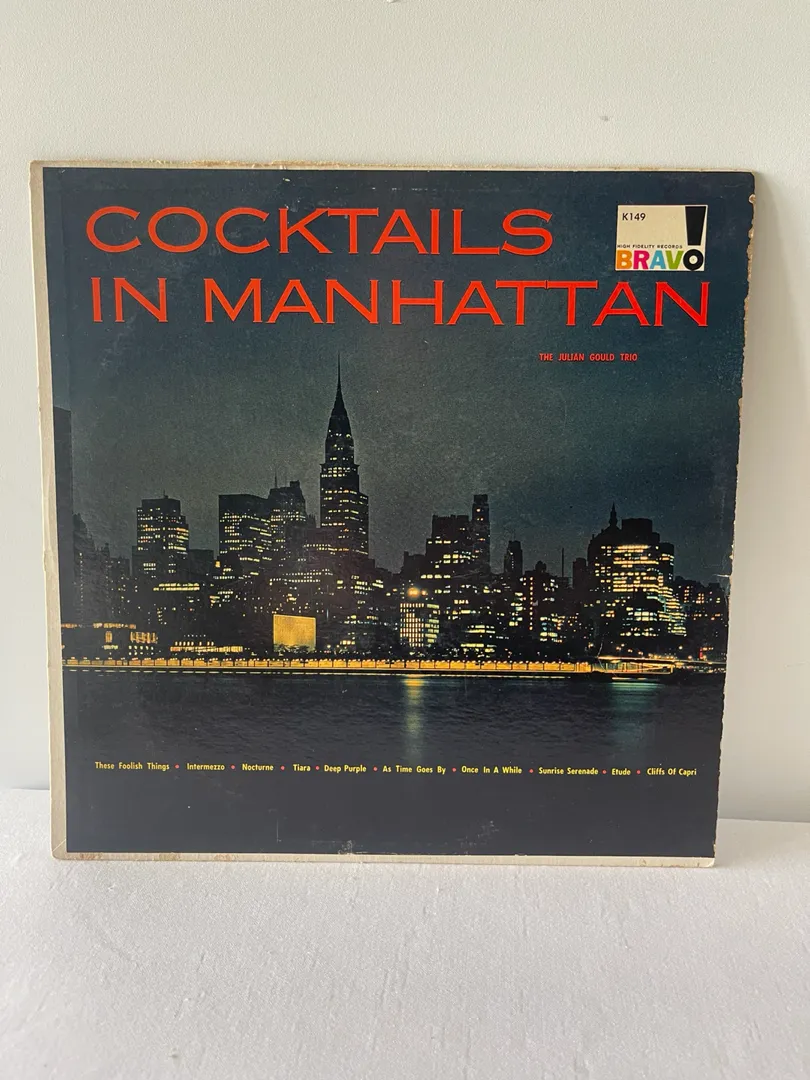 COCKTAILS
IN MANHATTAN
K149
HIGH FIDELITY RECORDS
BRAVO!
THE JULIAN GOULD TRIO
These Foolish Things • Intermezzo • Nocturne • Tiara • Deep Purple • As Time Goes By • Once In A While • Sunrise Serenade • Etude • Cliffs Of Capri